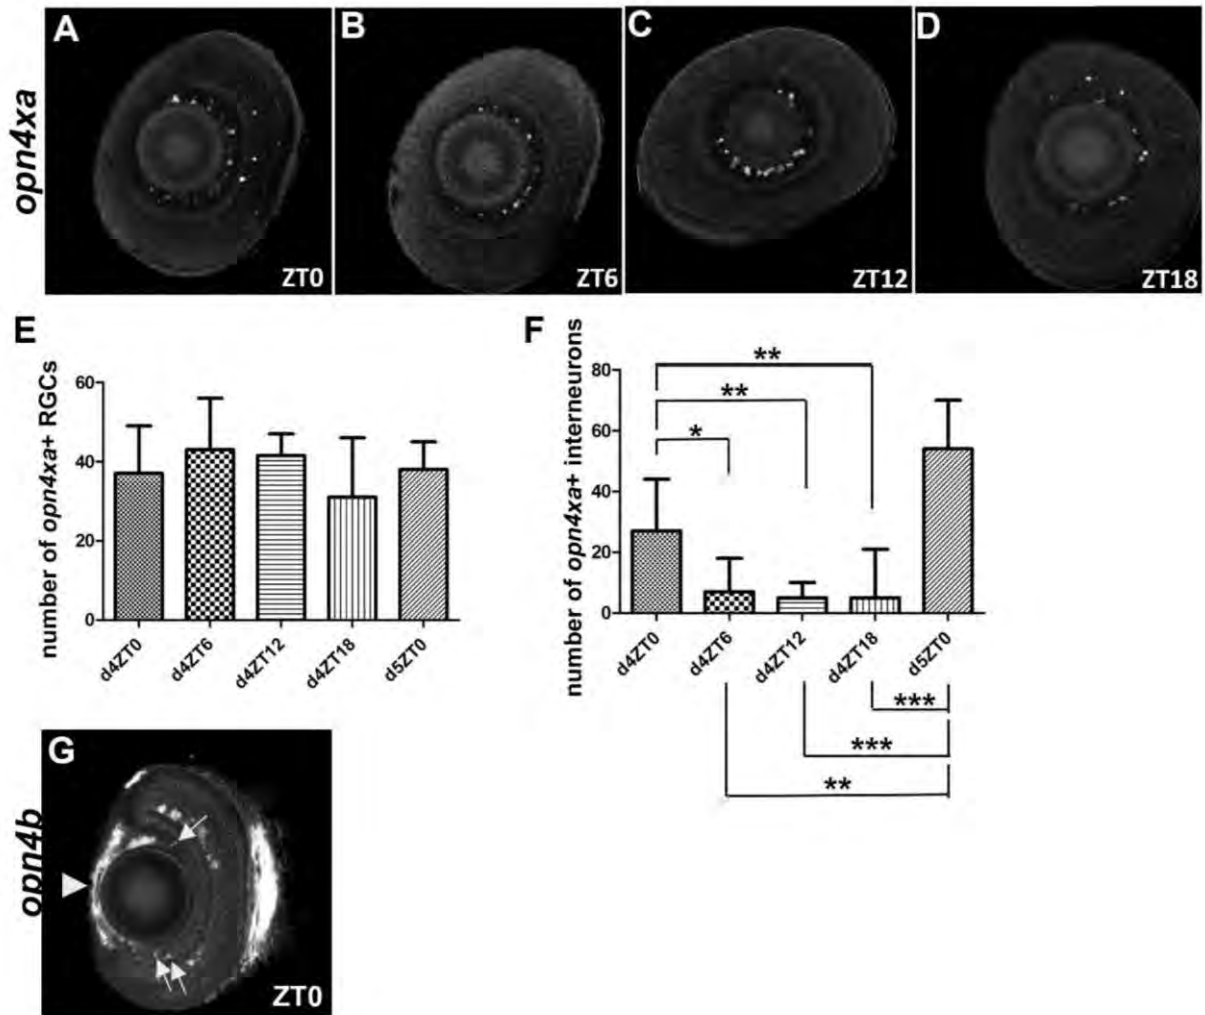 A
B
C
D
opn4xa
ZT0
ZT6
ZT12
ZT18
E
number of opn4xa+ RGCs
60
40
20
0
d4ZT0
d4ZT6
d4ZT12
d4ZT18
d5ZT0
F
number of opn4xa+ interneurons
80
60
40
20
0
**
**
*
d4ZT0
d4ZT6
d4ZT12
d4ZT18
d5ZT0
***
***
**
G
opn4b
ZT0